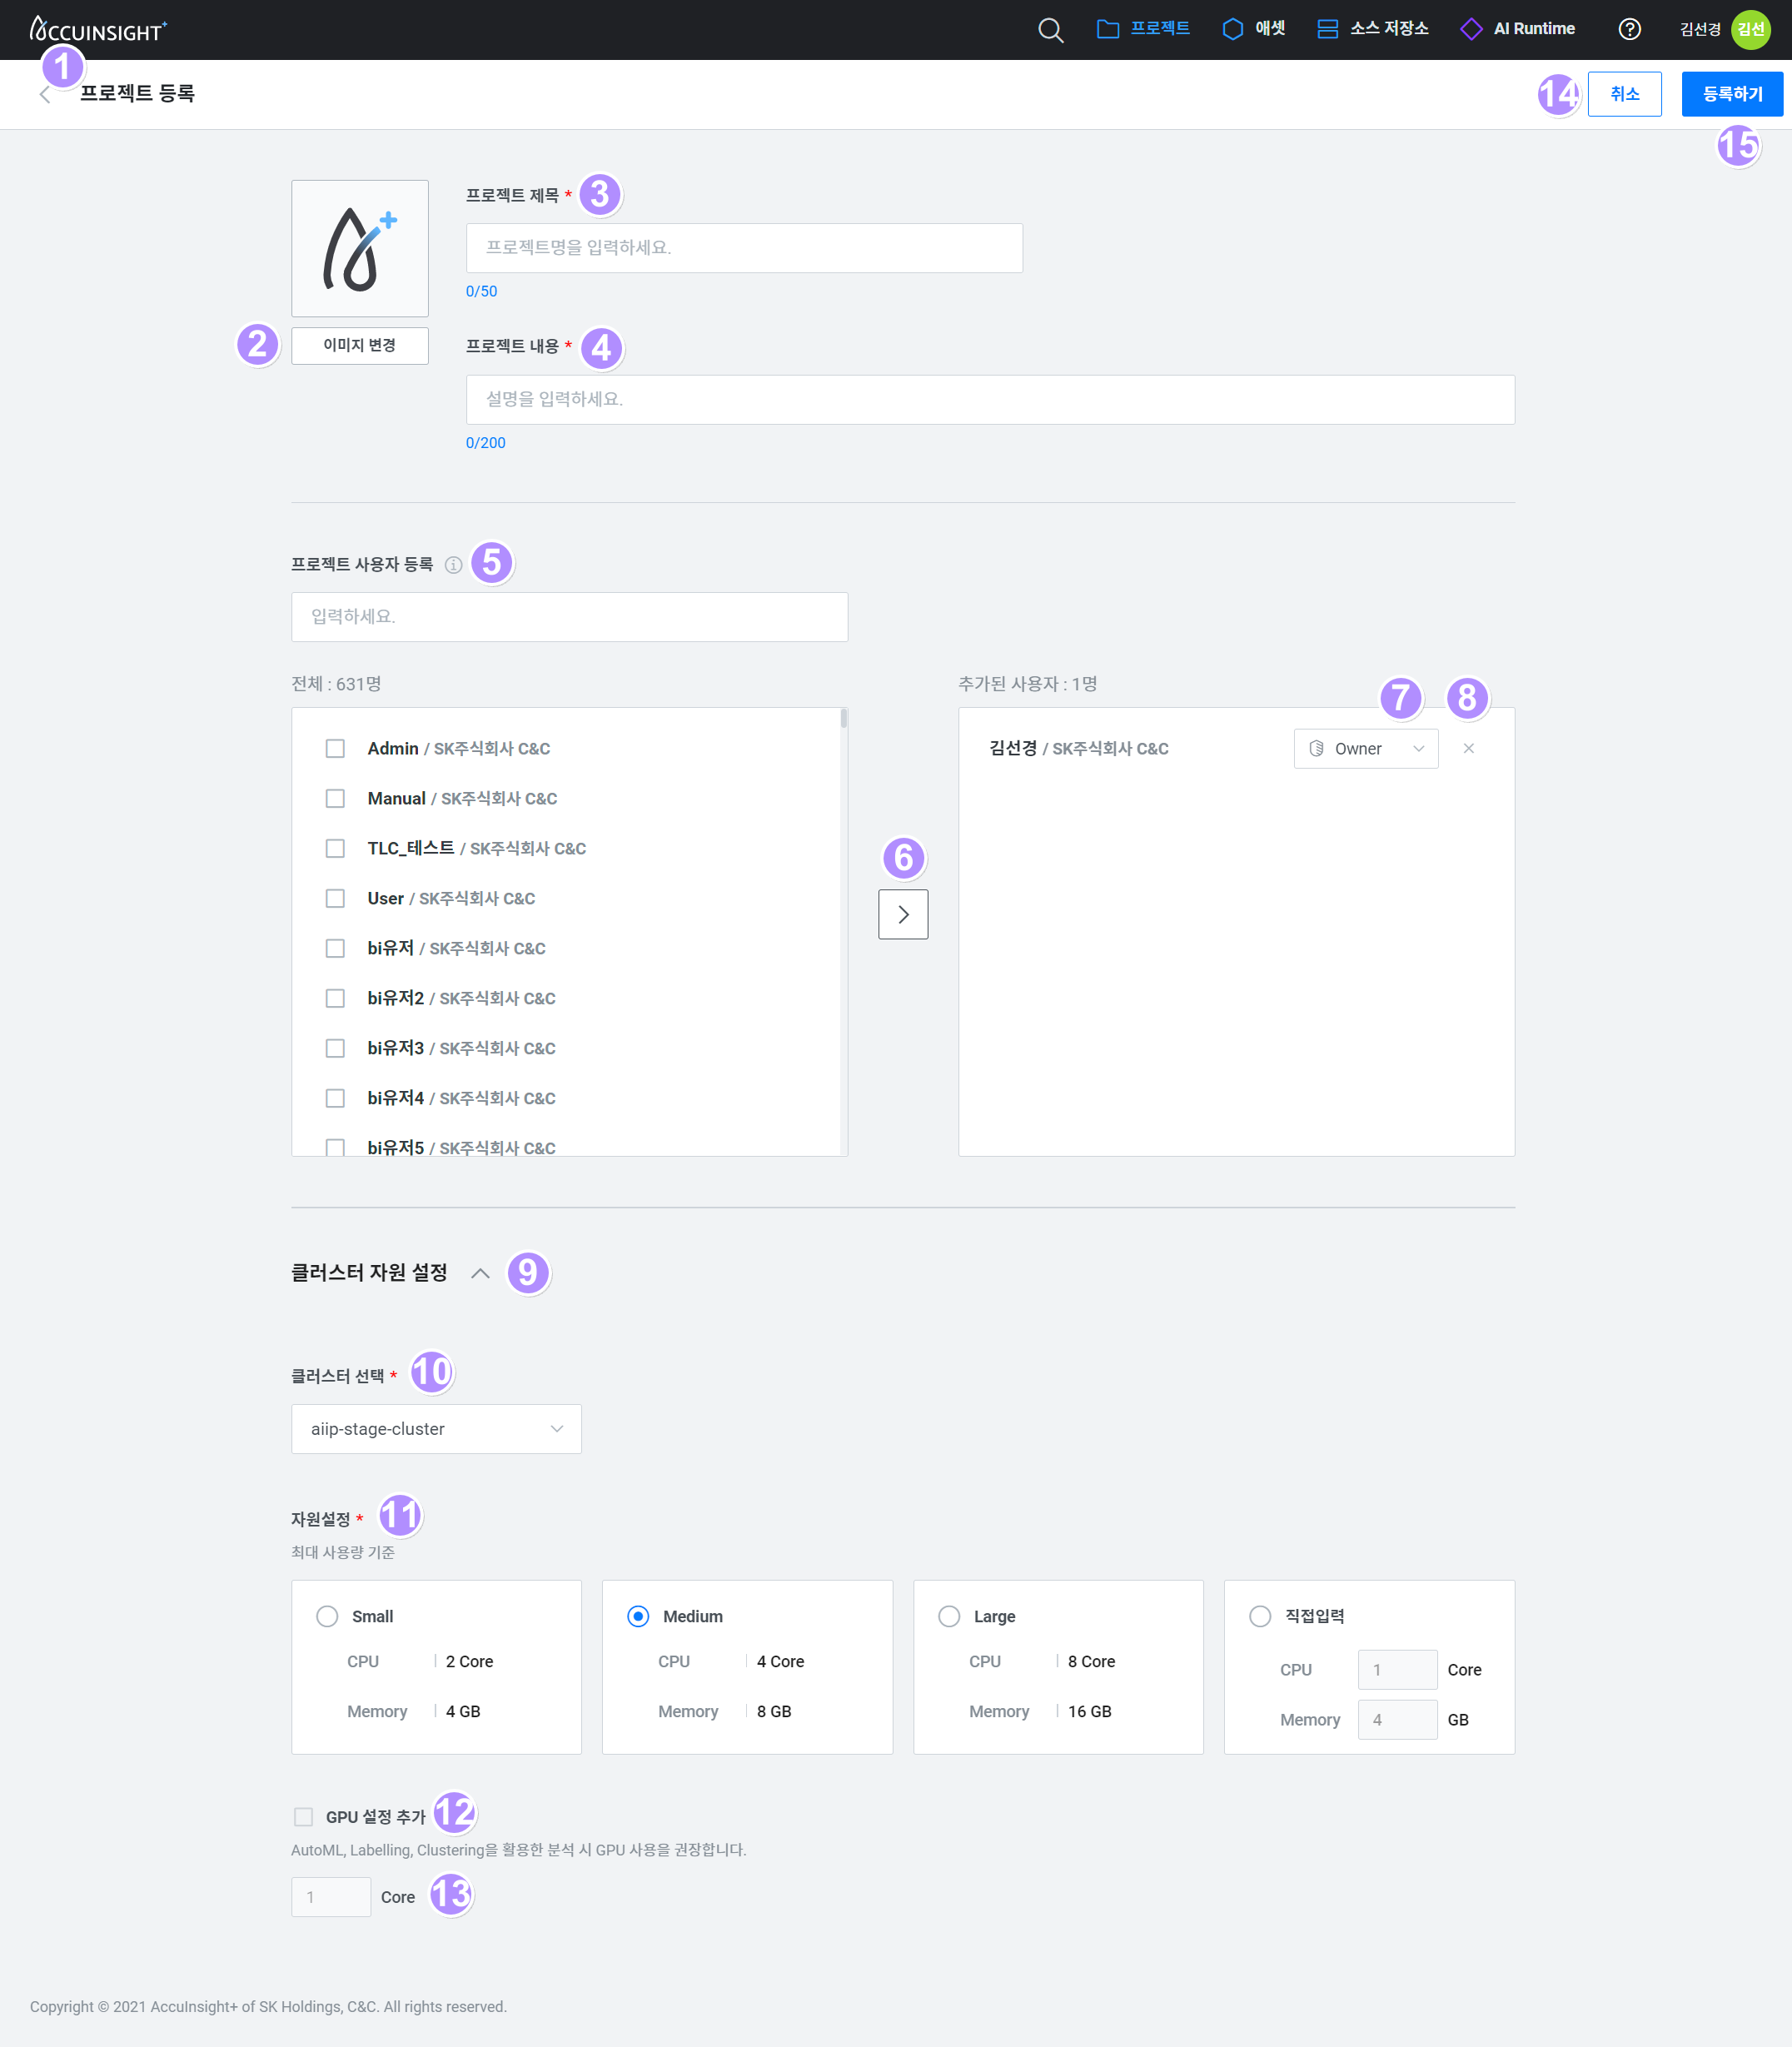 ACCUINSIGHT+
프로젝트 애셋 소스 저장소 AI Runtime ? 김선경 김선
1
프로젝트 등록
14 취소 등록하기
15
프로젝트 제목 * 3
프로젝트명을 입력하세요.
0/50
2 이미지 변경
프로젝트 내용 * 4
설명을 입력하세요.
0/200
프로젝트 사용자 등록 i 5
입력하세요.
전체 : 631명
Admin / SK주식회사 C&C
Manual / SK주식회사 C&C
TLC_테스트 / SK주식회사 C&C
User / SK주식회사 C&C
bi유저 / SK주식회사 C&C
bi유저2 / SK주식회사 C&C
bi유저3 / SK주식회사 C&C
bi유저4 / SK주식회사 C&C
bi유저5 / SK주식회사 C&C
6
추가된 사용자 : 1명 7 8
김선경 / SK주식회사 C&C Owner
클러스터 자원 설정 9
클러스터 선택 * 10
aiip-stage-cluster
자원설정 * 11
최대 사용량 기준
Small
CPU 2 Core
Memory 4 GB
Medium
CPU 4 Core
Memory 8 GB
Large
CPU 8 Core
Memory 16 GB
직접입력
CPU 1 Core
Memory 4 GB
GPU 설정 추가 12
AutoML, Labelling, Clustering을 활용한 분석 시 GPU 사용을 권장합니다.
1 Core 13
Copyright © 2021 AccuInsight+ of SK Holdings, C&C. All rights reserved.